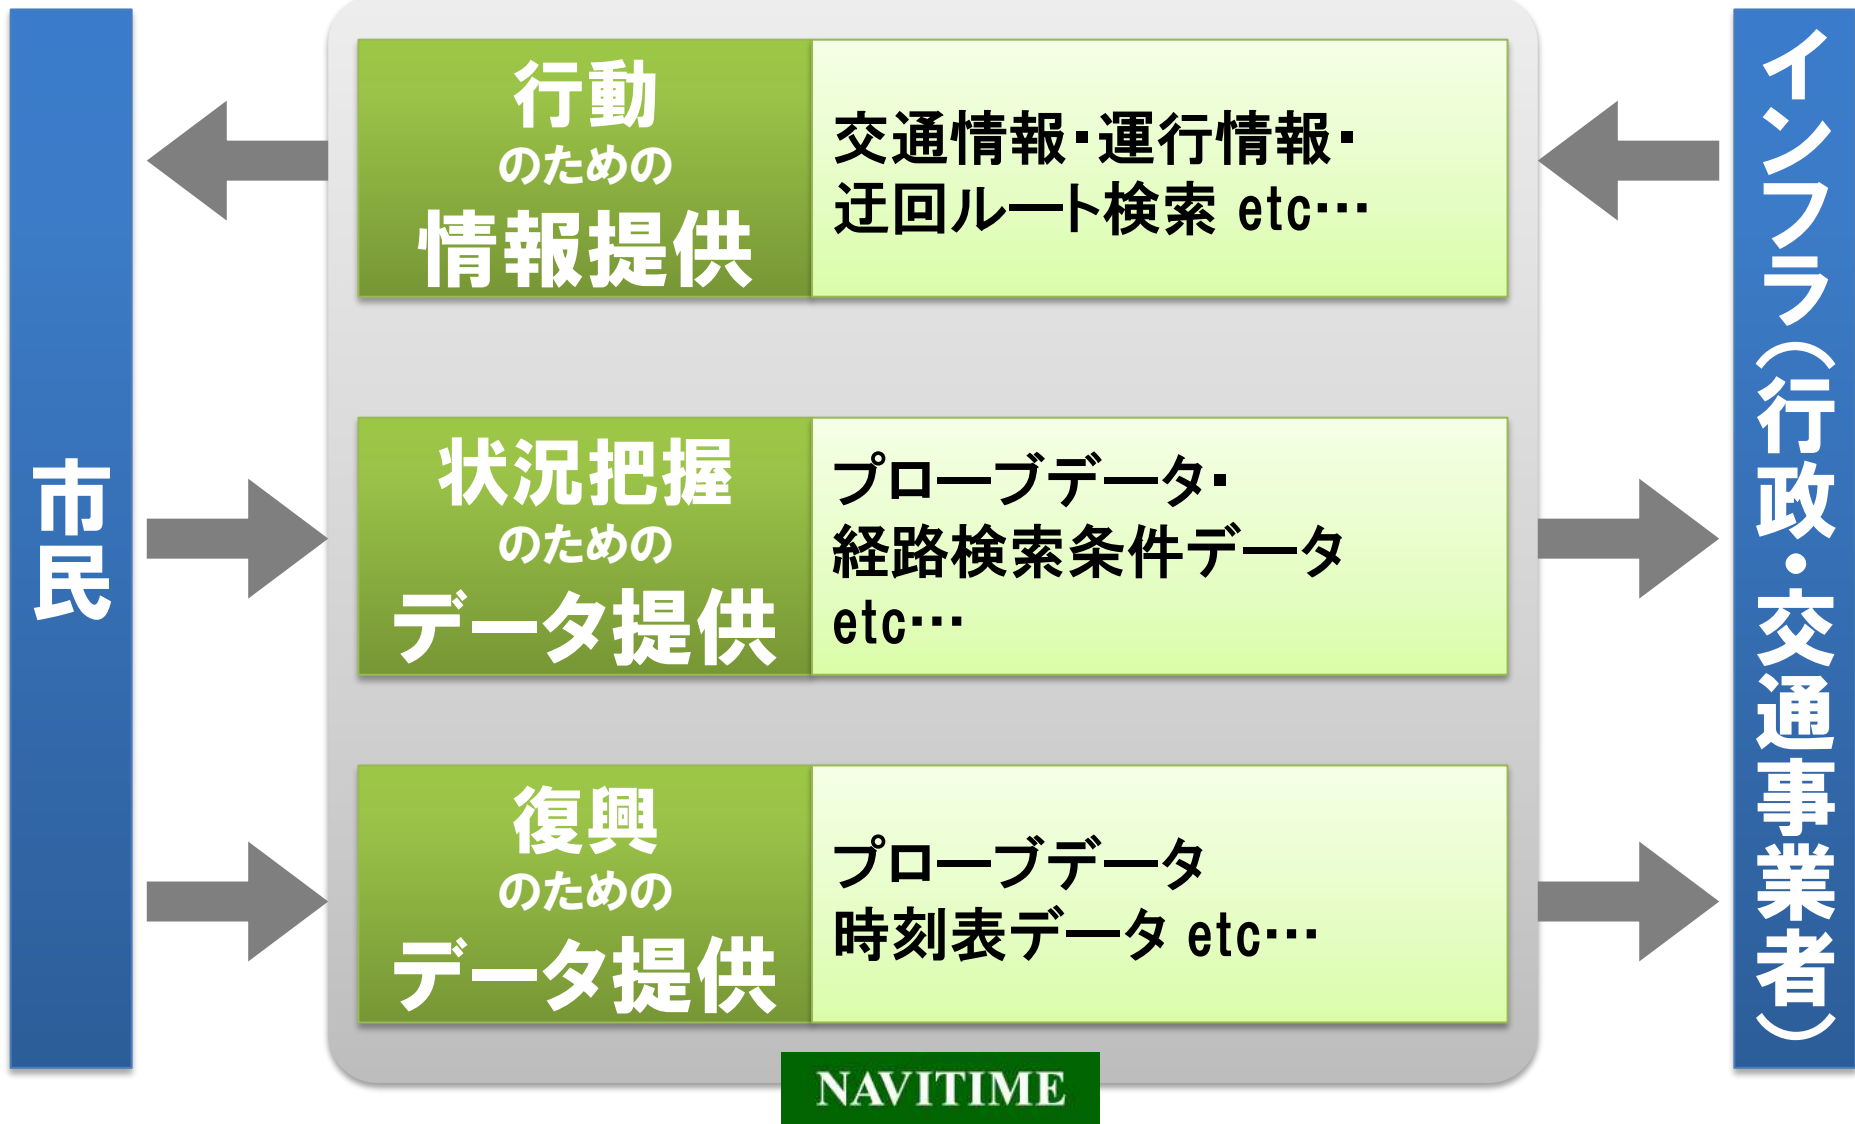 市民
行動
のための
情報提供
交通情報・運行情報・
迂回ルート検索 etc…
状況把握
のための
データ提供
プローブデータ・
経路検索条件データ
etc…
復興
のための
データ提供
プローブデータ
時刻表データ etc…
インフラ（行政・交通事業者）
NAVITIME